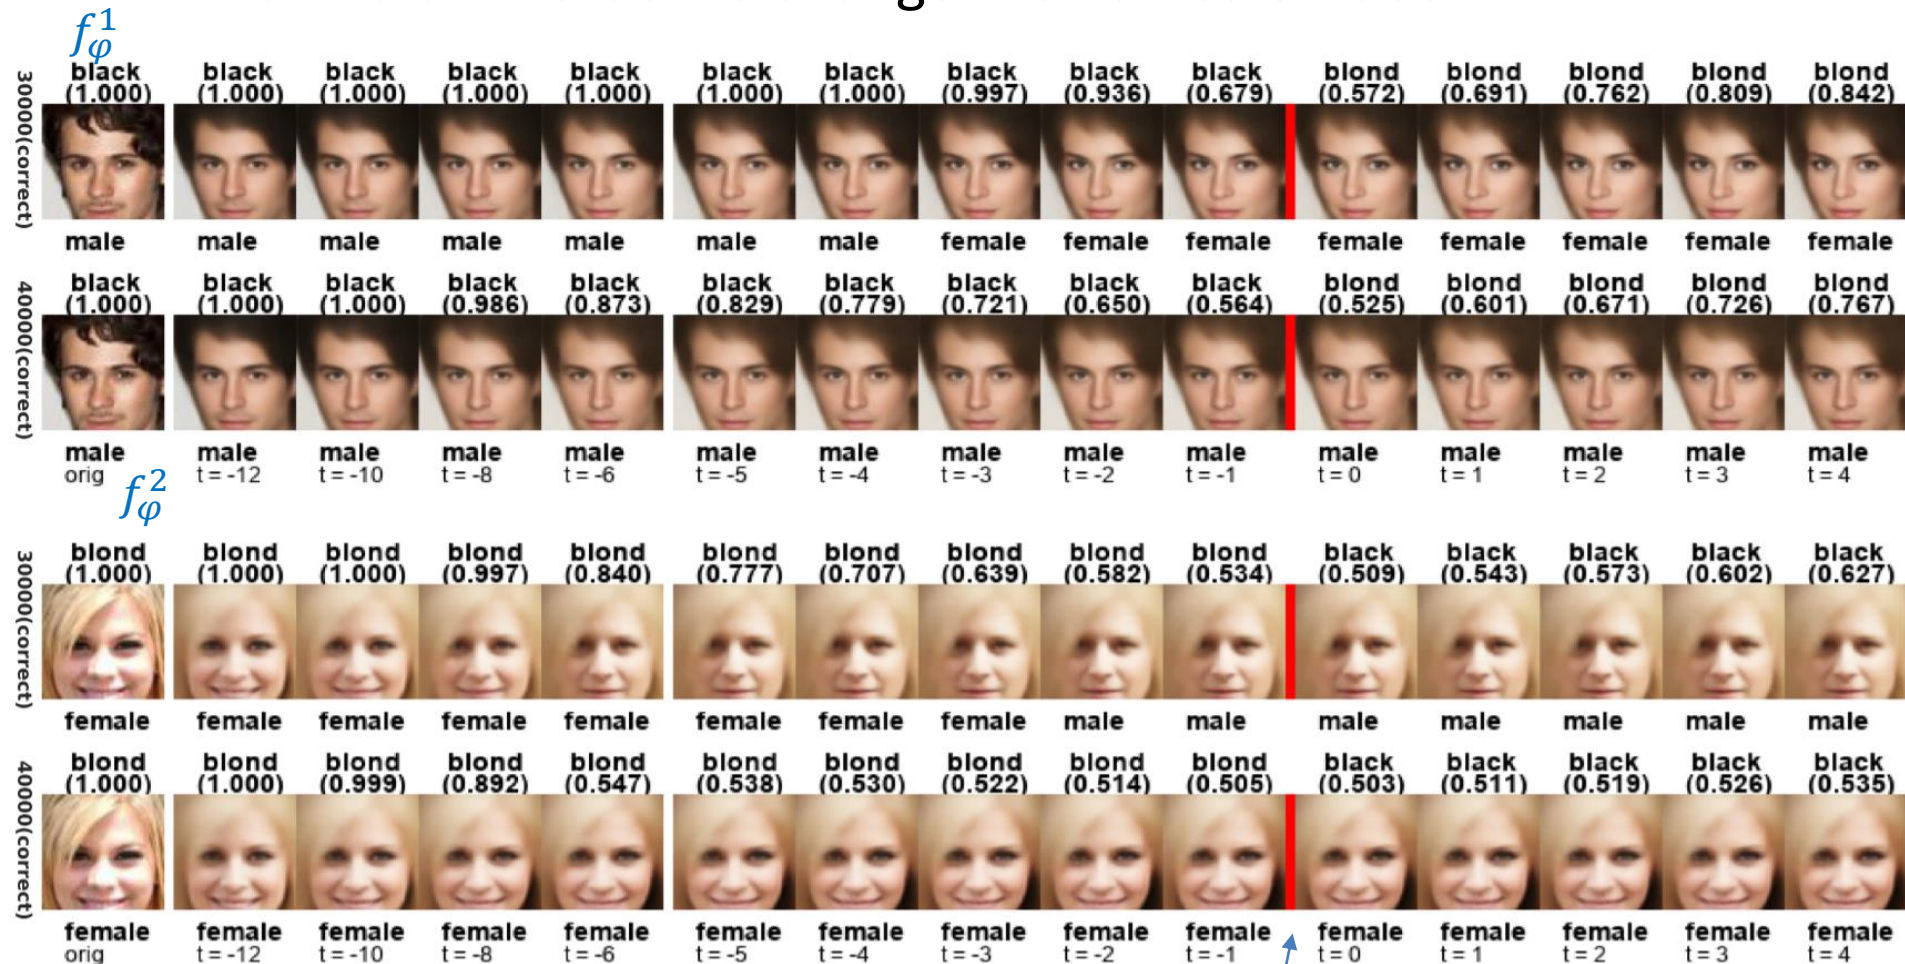 f_φ^1
black black black black black black black black black black blond blond blond blond blond
(1.000) (1.000) (1.000) (1.000) (1.000) (1.000) (1.000) (0.997) (0.936) (0.679) (0.572) (0.691) (0.762) (0.809) (0.842)
30000(correct)
male male male male male male male female female female female female female female female
black black black black black black black black black black blond blond blond blond blond
(1.000) (1.000) (1.000) (0.986) (0.873) (0.829) (0.779) (0.721) (0.650) (0.564) (0.525) (0.601) (0.671) (0.726) (0.767)
40000(correct)
male male male male male male male male male male male male male male male
orig t = -12 t = -10 t = -8 t = -6 t = -5 t = -4 t = -3 t = -2 t = -1 t = 0 t = 1 t = 2 t = 3 t = 4
f_φ^2
blond blond blond blond blond blond blond blond blond blond black black black black black
(1.000) (1.000) (1.000) (0.997) (0.840) (0.777) (0.707) (0.639) (0.582) (0.534) (0.509) (0.543) (0.573) (0.602) (0.627)
30000(correct)
female female female female female female female female male male male male male male male
blond blond blond blond blond blond blond blond blond blond black black black black black
(1.000) (1.000) (0.999) (0.892) (0.547) (0.538) (0.530) (0.522) (0.514) (0.505) (0.503) (0.511) (0.519) (0.526) (0.535)
40000(correct)
female female female female female female female female female female female female female female female
orig t = -12 t = -10 t = -8 t = -6 t = -5 t = -4 t = -3 t = -2 t = -1 t = 0 t = 1 t = 2 t = 3 t = 4